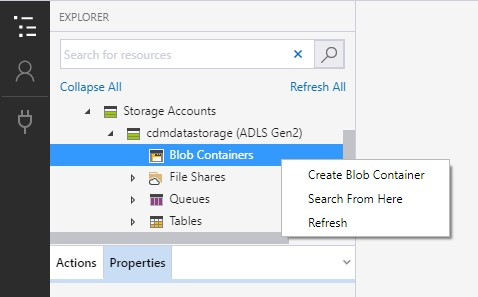 EXPLORER
Search for resources
Collapse All Refresh All
Storage Accounts
cdmdatastorage (ADLS Gen2)
Blob Containers
File Shares
Queues
Tables
Create Blob Container
Search From Here
Refresh
Actions Properties